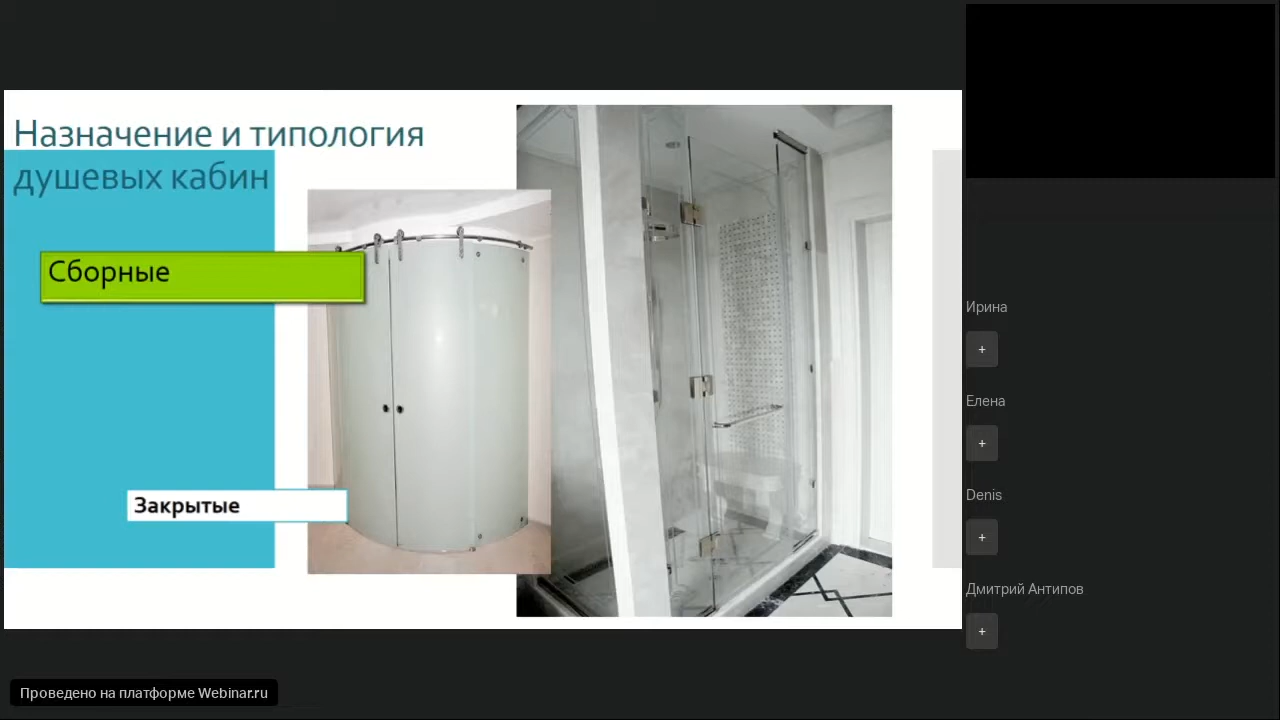 Назначение и типология
душевых кабин
Сборные
Закрытые
Ирина
+
Елена
+
Denis
+
Дмитрий Антипов
+
Проведено на платформе Webinar.ru